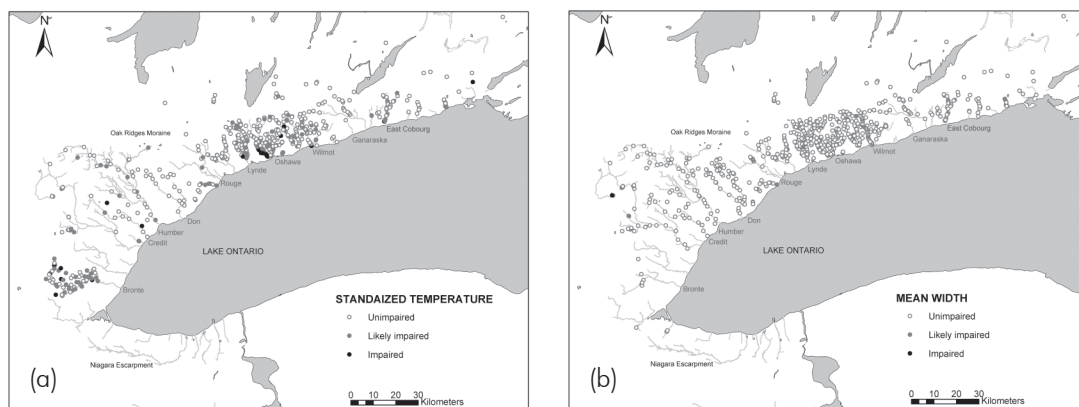 N
Oak Ridges Moraine
East Cobourg
Ganaraska
Wilmot
Oshawa
Lynde
Rouge
Don
Humber
Credit
LAKE ONTARIO
Bronte
STANDAIZED TEMPERATURE
Unimpaired
Likely impaired
Impaired
Niagara Escarpment
(a)
0 5 10 20 30
Kilometers
N
Oak Ridges Moraine
East Cobourg
Ganaraska
Wilmot
Oshawa
Lynde
Rouge
Don
Humber
Credit
LAKE ONTARIO
Bronte
MEAN WIDTH
Unimpaired
Likely impaired
Impaired
Niagara Escarpment
(b)
0 5 10 20 30
Kilometers